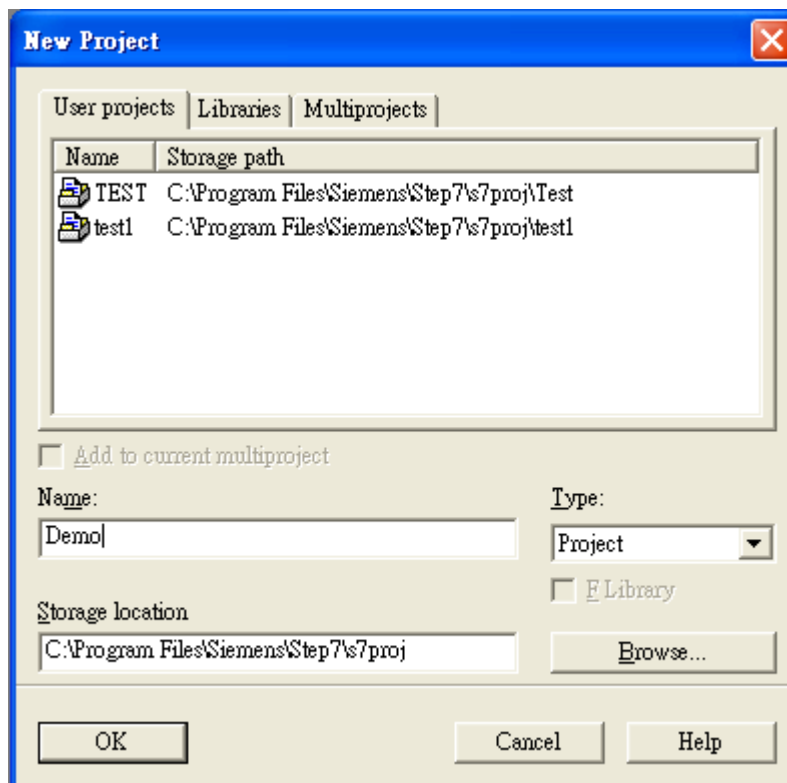 New Project
User projects Libraries Multiprojects
Name Storage path
TEST C:\Program Files\Siemens\Step7\s7proj\Test
test1 C:\Program Files\Siemens\Step7\s7proj\test1
Add to current multiproject
Name: Type:
Demo Project
F Library
Storage location
C:\Program Files\Siemens\Step7\s7proj Browse...
OK Cancel Help